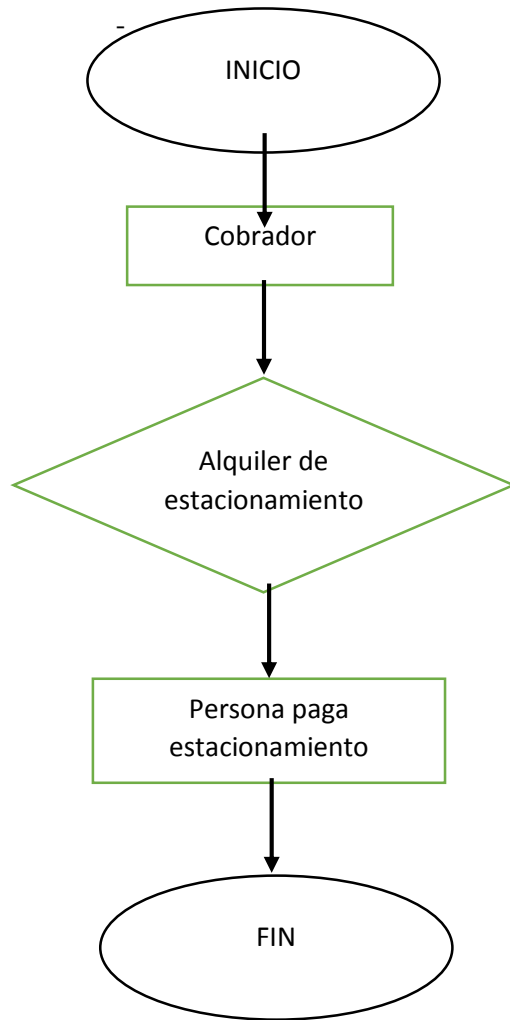 -
INICIO
Cobrador
Alquiler de
estacionamiento
Persona paga
estacionamiento
FIN